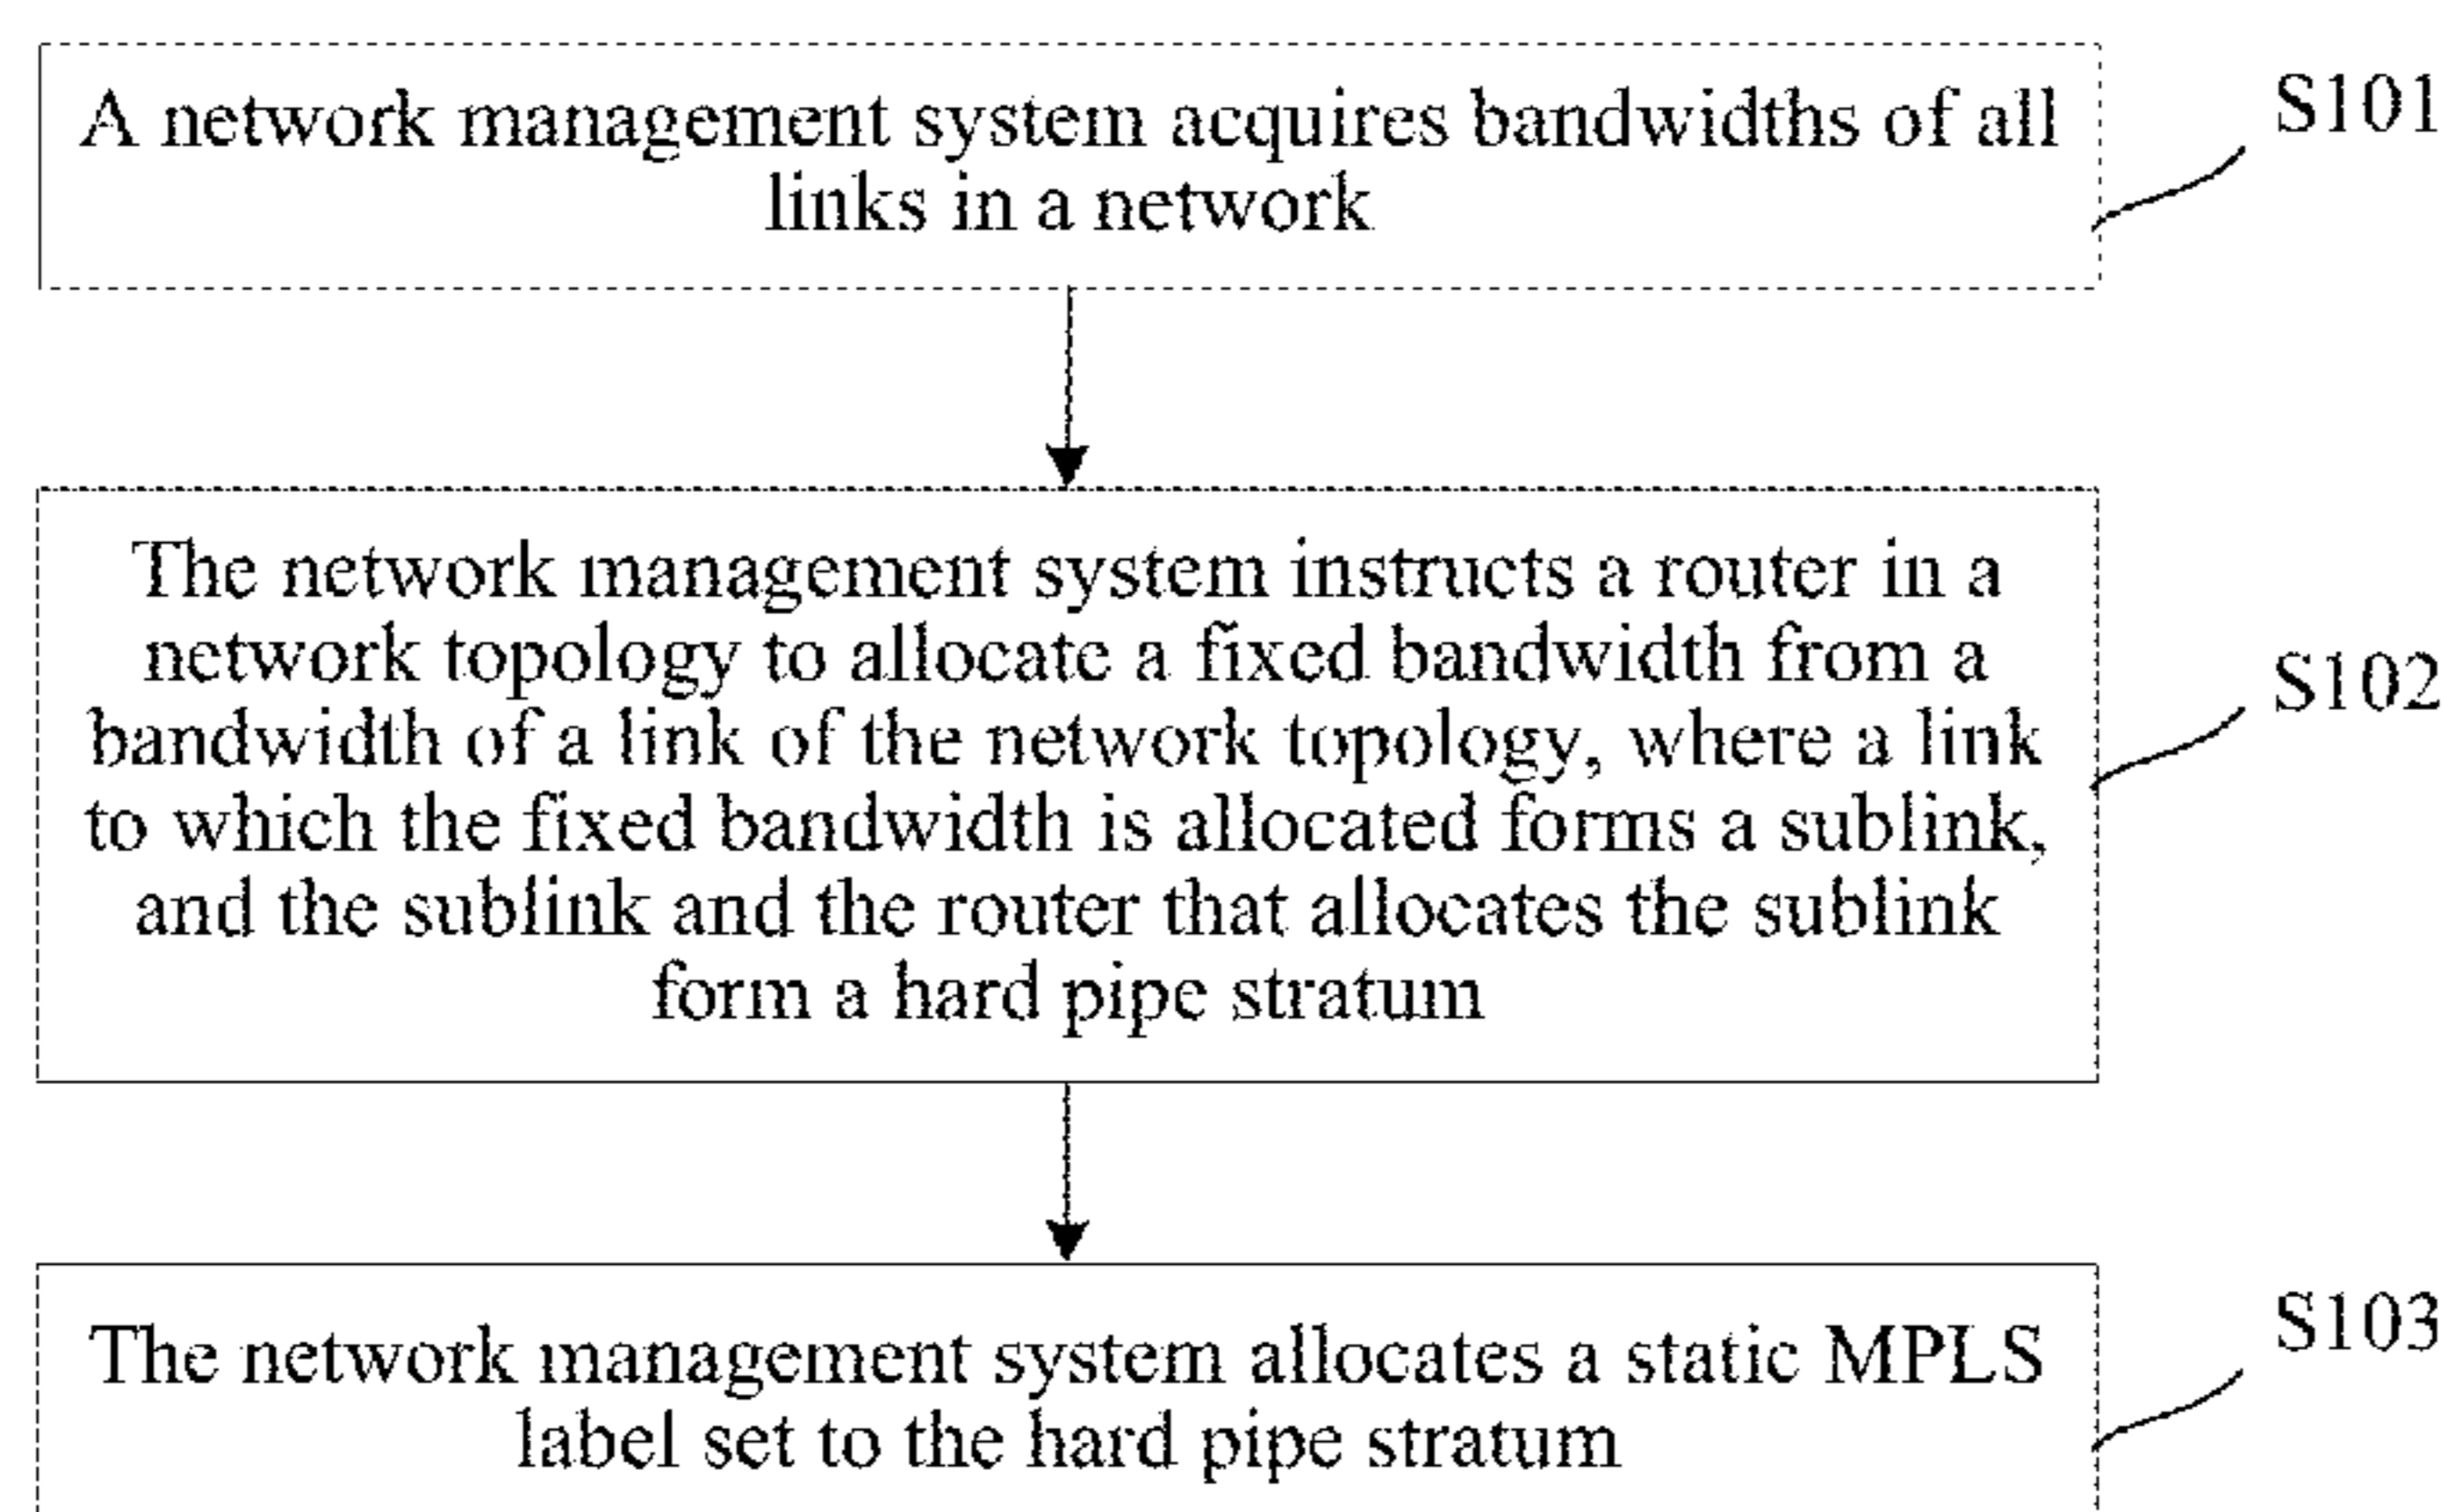 A network management system acquires bandwidths of all
links in a network
S101
The network management system instructs a router in a
network topology to allocate a fixed bandwidth from a
bandwidth of a link of the network topology, where a link
to which the fixed bandwidth is allocated forms a sublink,
and the sublink and the router that allocates the sublink
form a hard pipe stratum
S102
The network management system allocates a static MPLS
label set to the hard pipe stratum
S103